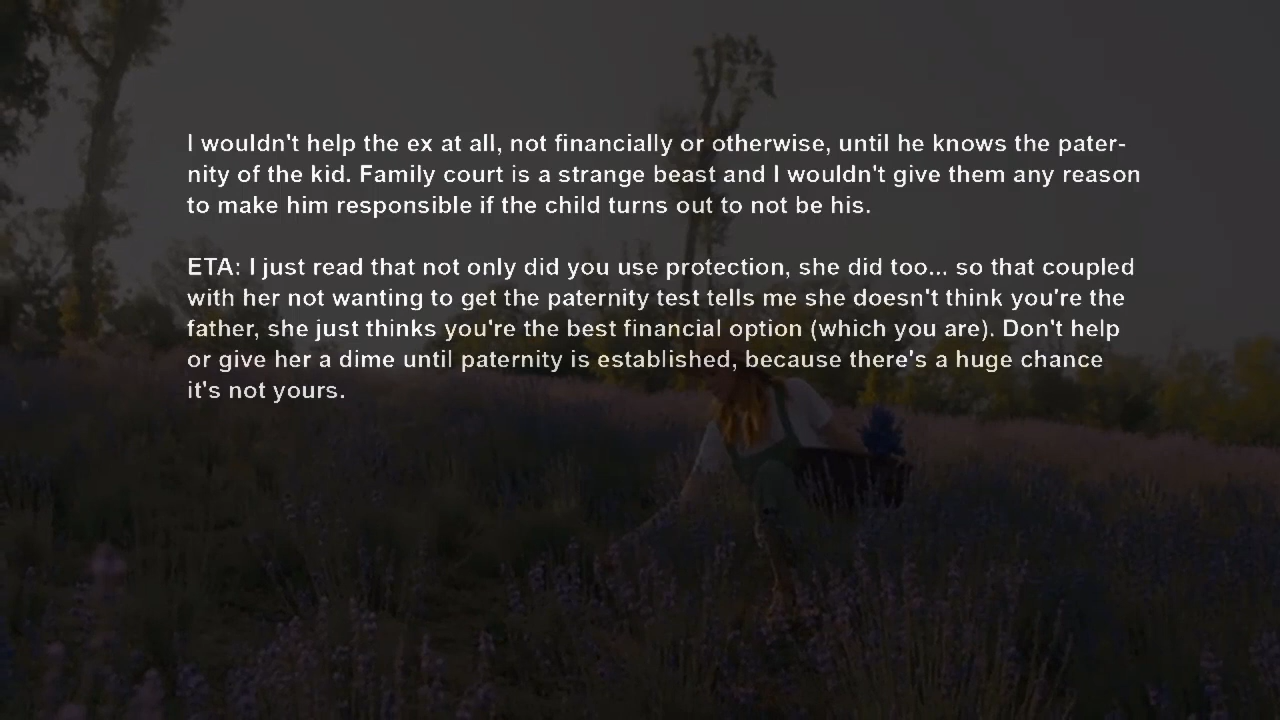 I wouldn't help the ex at all, not financially or otherwise, until he knows the pater-
nity of the kid. Family court is a strange beast and I wouldn't give them any reason
to make him responsible if the child turns out to not be his.
ETA: I just read that not only did you use protection, she did too... so that coupled
with her not wanting to get the paternity test tells me she doesn't think you're the
father, she just thinks you're the best financial option (which you are). Don't help
or give her a dime until paternity is established, because there's a huge chance
it's not yours.